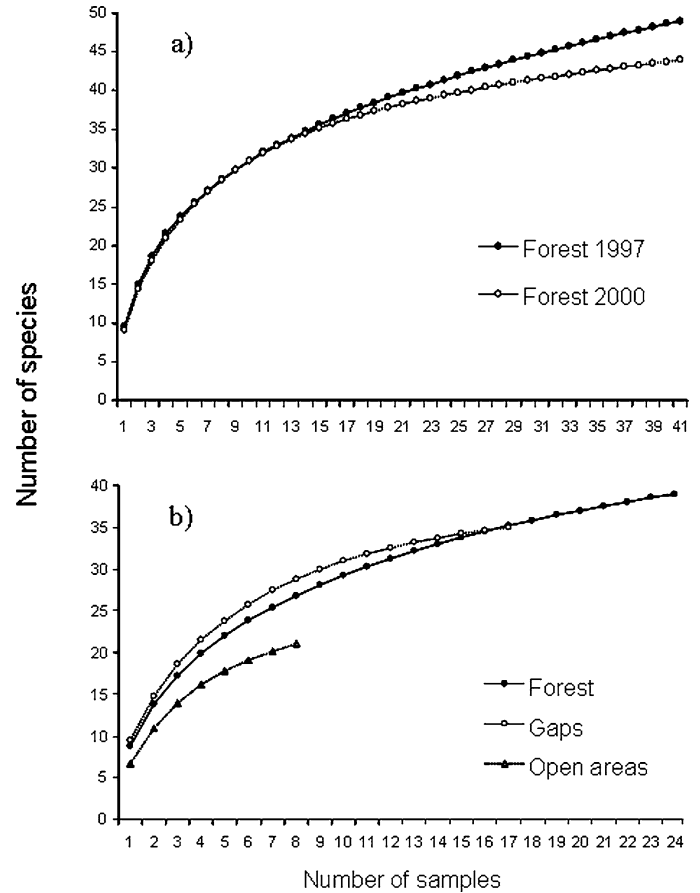 50
45
40
35
30
25
20
15
10
5
0
a)
Forest 1997
Forest 2000
1 3 5 7 9 11 13 15 17 19 21 23 25 27 29 31 33 35 37 39 41
Number of species
40
35
30
25
20
15
10
5
0
b)
Forest
Gaps
Open areas
1 2 3 4 5 6 7 8 9 10 11 12 13 14 15 16 17 18 19 20 21 22 23 24
Number of samples